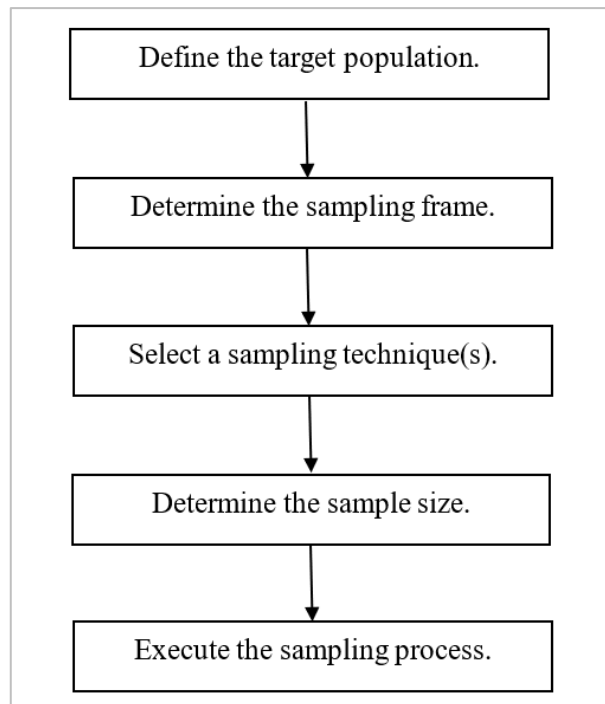 Define the target population.
Determine the sampling frame.
Select a sampling technique(s).
Determine the sample size.
Execute the sampling process.